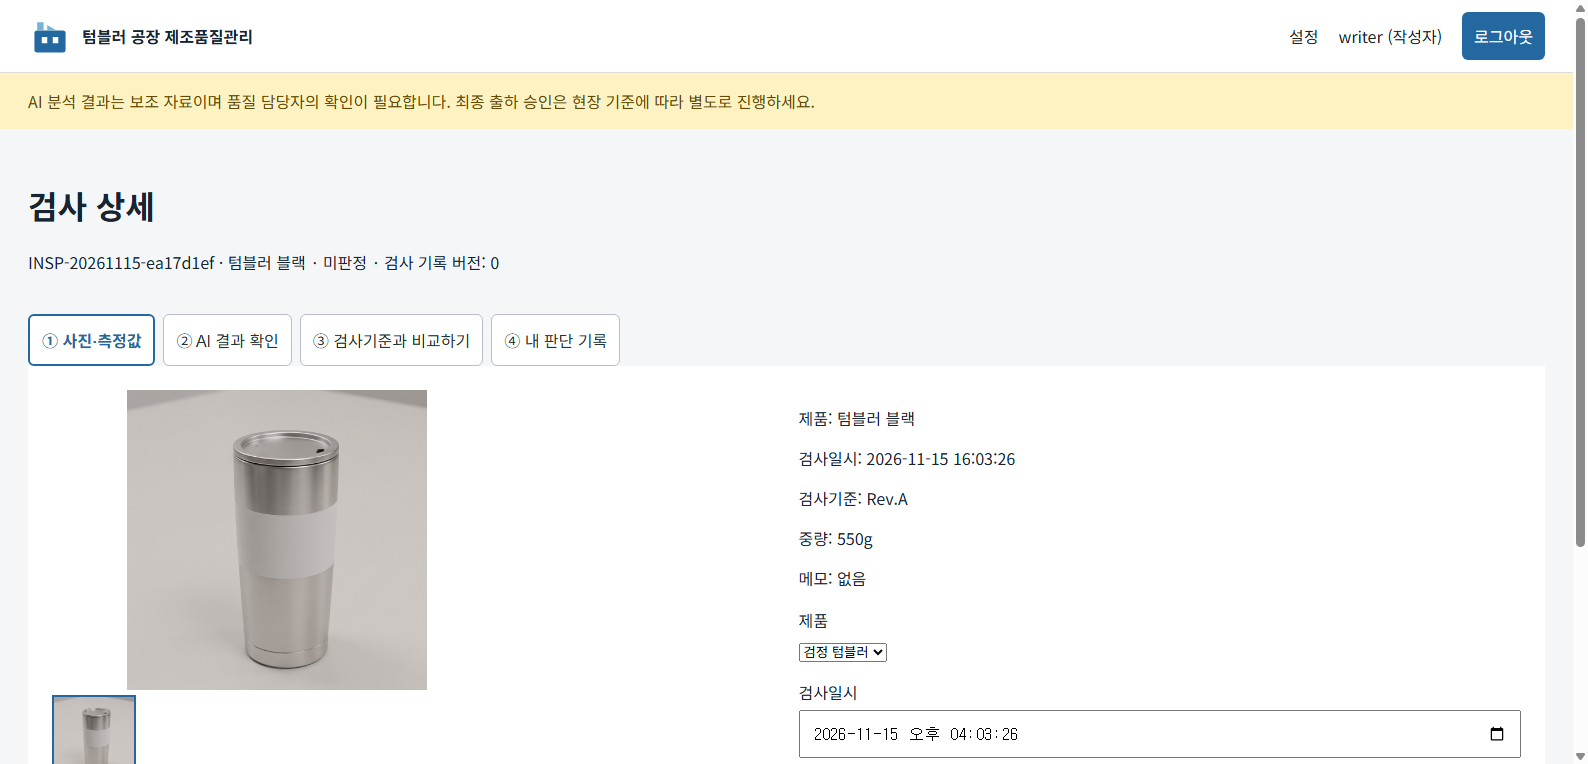 텀블러 공장 제조품질관리
설정 writer (작성자) 로그아웃
AI 분석 결과는 보조 자료이며 품질 담당자의 확인이 필요합니다. 최종 출하 승인은 현장 기준에 따라 별도로 진행하세요.
검사 상세
INSP-20261115-ea17d1ef · 텀블러 블랙 · 미판정 · 검사 기록 버전: 0
① 사진·측정값 ② AI 결과 확인 ③ 검사기준과 비교하기 ④ 내 판단 기록
제품: 텀블러 블랙
검사일시: 2026-11-15 16:03:26
검사기준: Rev.A
중량: 550g
메모: 없음
제품
검정 텀블러
검사일시
2026-11-15 오후 04:03:26